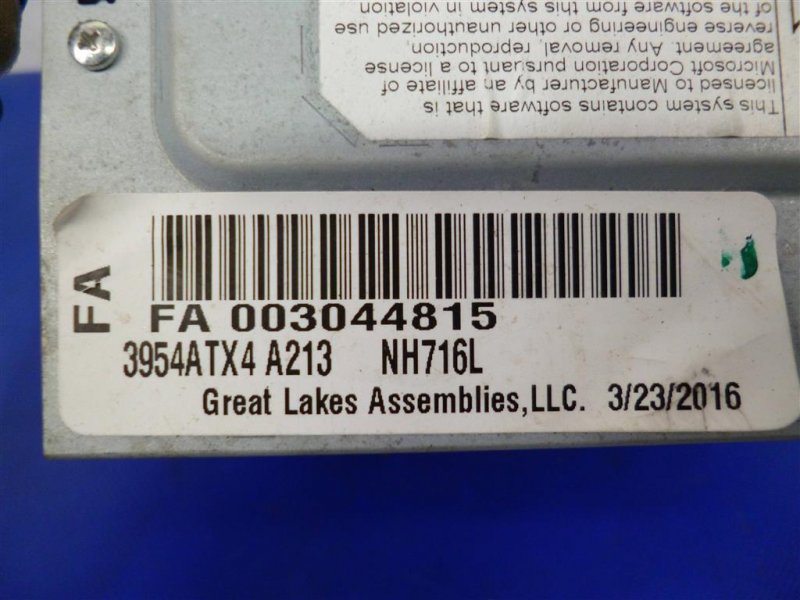 This system contains software that is
licensed to Manufacturer by an affiliate of
Microsoft Corporation pursuant to a license
agreement. Any removal, reproduction,
reverse engineering or other unauthorized use
of the software from this system in violation
FA
FA 003044815
3954ATX4 A213 NH716L
Great Lakes Assemblies,LLC. 3/23/2016